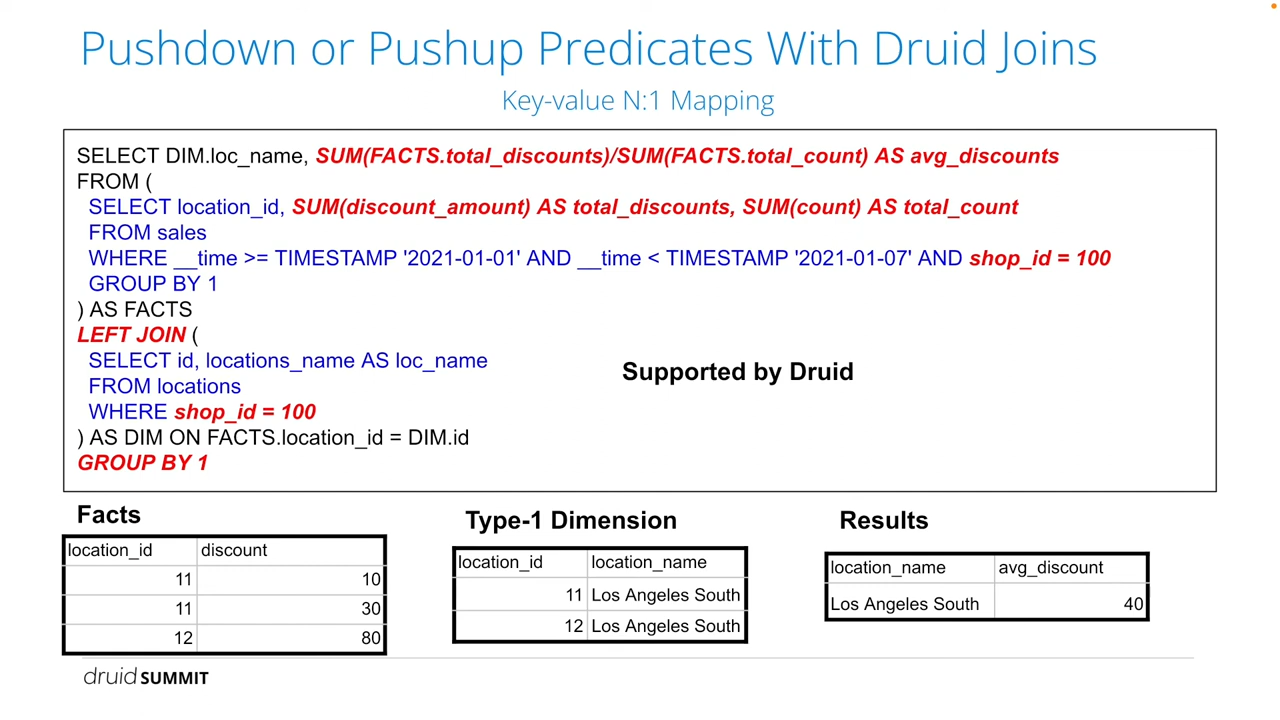 Pushdown or Pushup Predicates With Druid Joins
Key-value N:1 Mapping
SELECT DIM.loc_name, SUM(FACTS.total_discounts)/SUM(FACTS.total_count) AS avg_discounts
FROM (
SELECT location_id, SUM(discount_amount) AS total_discounts, SUM(count) AS total_count
FROM sales
WHERE __time >= TIMESTAMP '2021-01-01' AND __time < TIMESTAMP '2021-01-07' AND shop_id = 100
GROUP BY 1
) AS FACTS
LEFT JOIN (
SELECT id, locations_name AS loc_name
FROM locations
WHERE shop_id = 100
) AS DIM ON FACTS.location_id = DIM.id
GROUP BY 1
Supported by Druid
Facts
location_id discount
11 10
11 30
12 80
Type-1 Dimension
location_id location_name
11 Los Angeles South
12 Los Angeles South
Results
location_name avg_discount
Los Angeles South 40
druid SUMMIT